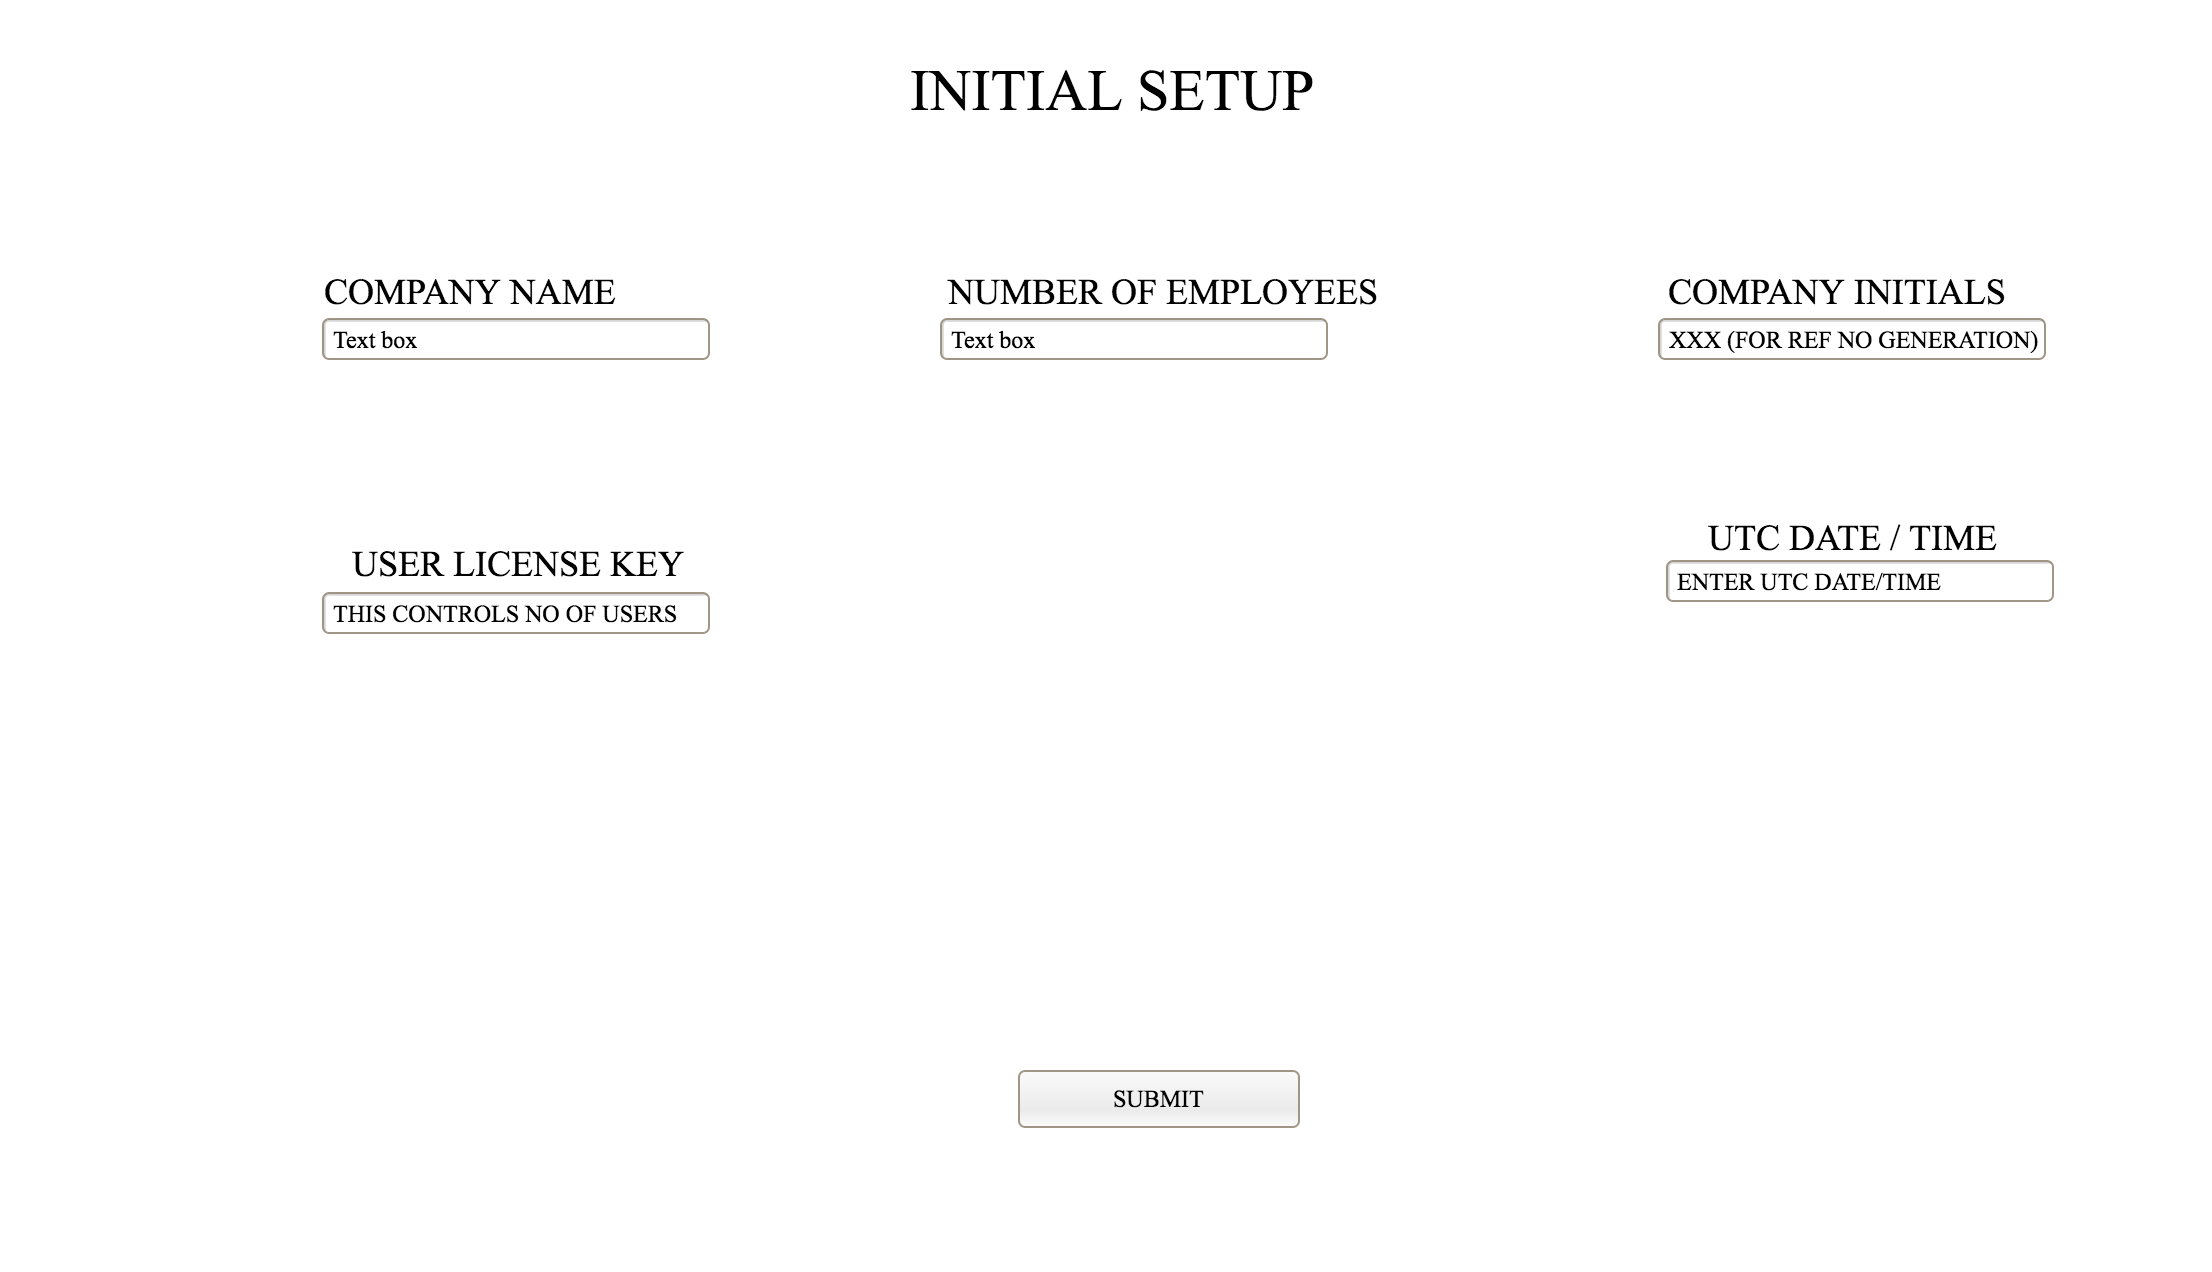 INITIAL SETUP
COMPANY NAME
Text box
NUMBER OF EMPLOYEES
Text box
COMPANY INITIALS
XXX (FOR REF NO GENERATION)
USER LICENSE KEY
THIS CONTROLS NO OF USERS
UTC DATE / TIME
ENTER UTC DATE/TIME
SUBMIT